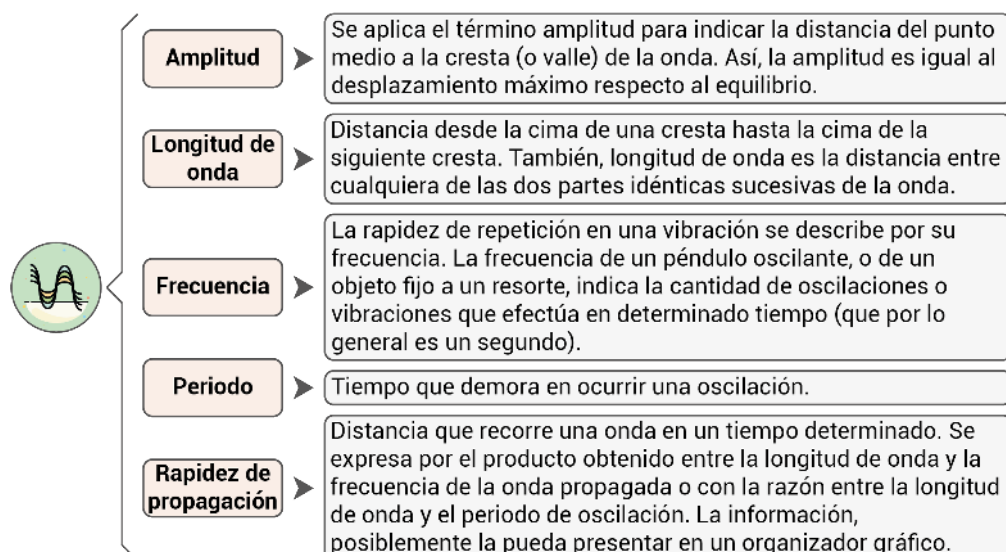 Amplitud
Se aplica el término amplitud para indicar la distancia del punto
medio a la cresta (o valle) de la onda. Así, la amplitud es igual al
desplazamiento máximo respecto al equilibrio.
Longitud de
onda
Distancia desde la cima de una cresta hasta la cima de la
siguiente cresta. También, longitud de onda es la distancia entre
cualquiera de las dos partes idénticas sucesivas de la onda.
Frecuencia
La rapidez de repetición en una vibración se describe por su
frecuencia. La frecuencia de un péndulo oscilante, o de un
objeto fijo a un resorte, indica la cantidad de oscilaciones o
vibraciones que efectúa en determinado tiempo (que por lo
general es un segundo).
Periodo
Tiempo que demora en ocurrir una oscilación.
Rapidez de
propagación
Distancia que recorre una onda en un tiempo determinado. Se
expresa por el producto obtenido entre la longitud de onda y la
frecuencia de la onda propagada o con la razón entre la longitud
de onda y el periodo de oscilación. La información,
posiblemente la pueda presentar en un organizador gráfico.